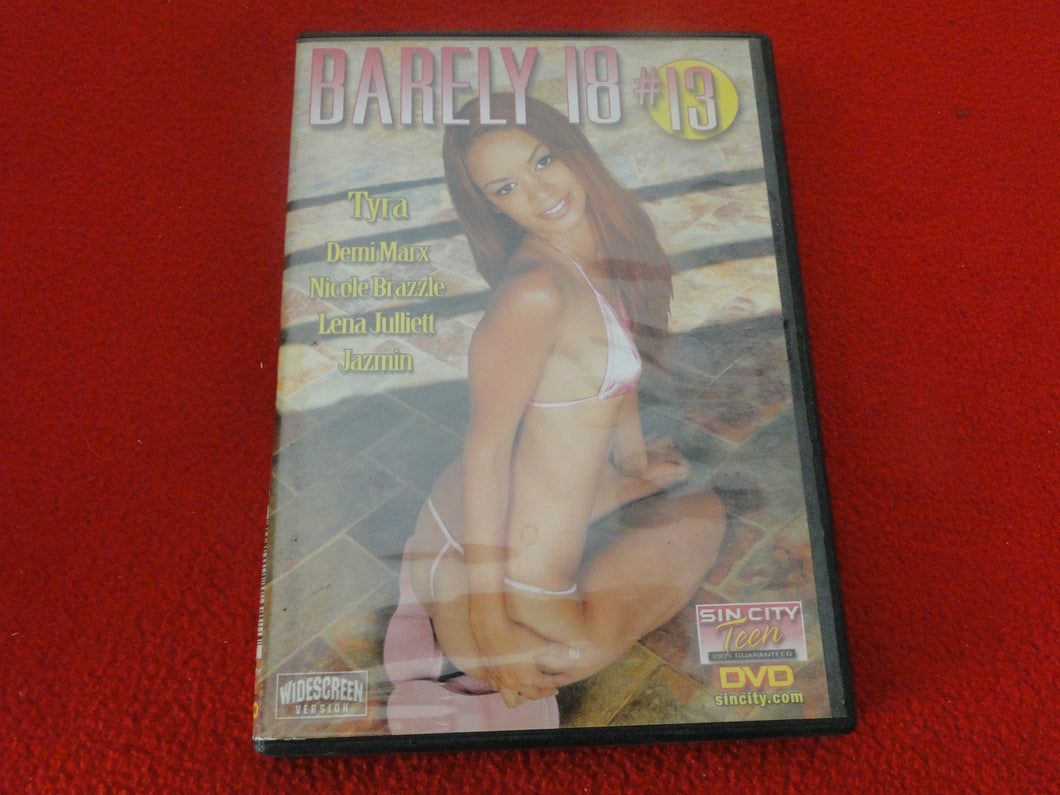 BARELY 18 #13
Tyra
Demi Marx
Nicole Brazzle
Lena Julliett
Jazmin
SIN CITY
Teen
100% GUARANTEED
DVD
sincity.com
WIDESCREEN
VERSION